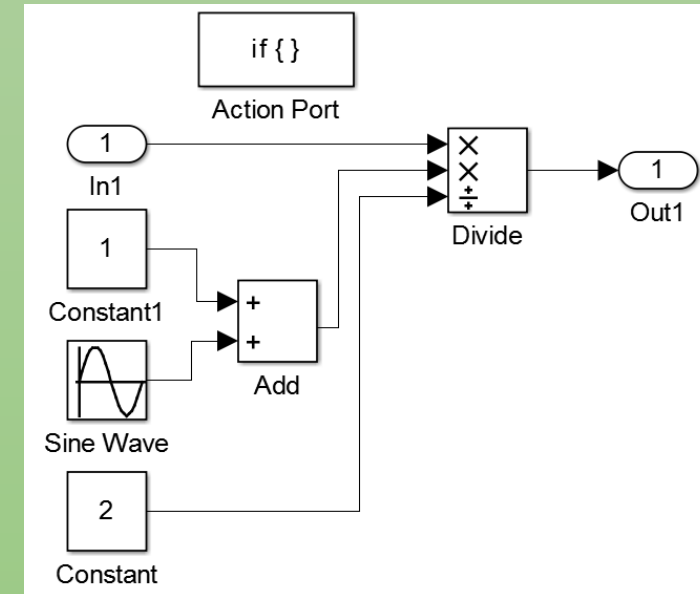 if { }
Action Port
1
In1
1
Constant1
Sine Wave
2
Constant
+
+
Add
×
×
÷
Divide
1
Out1